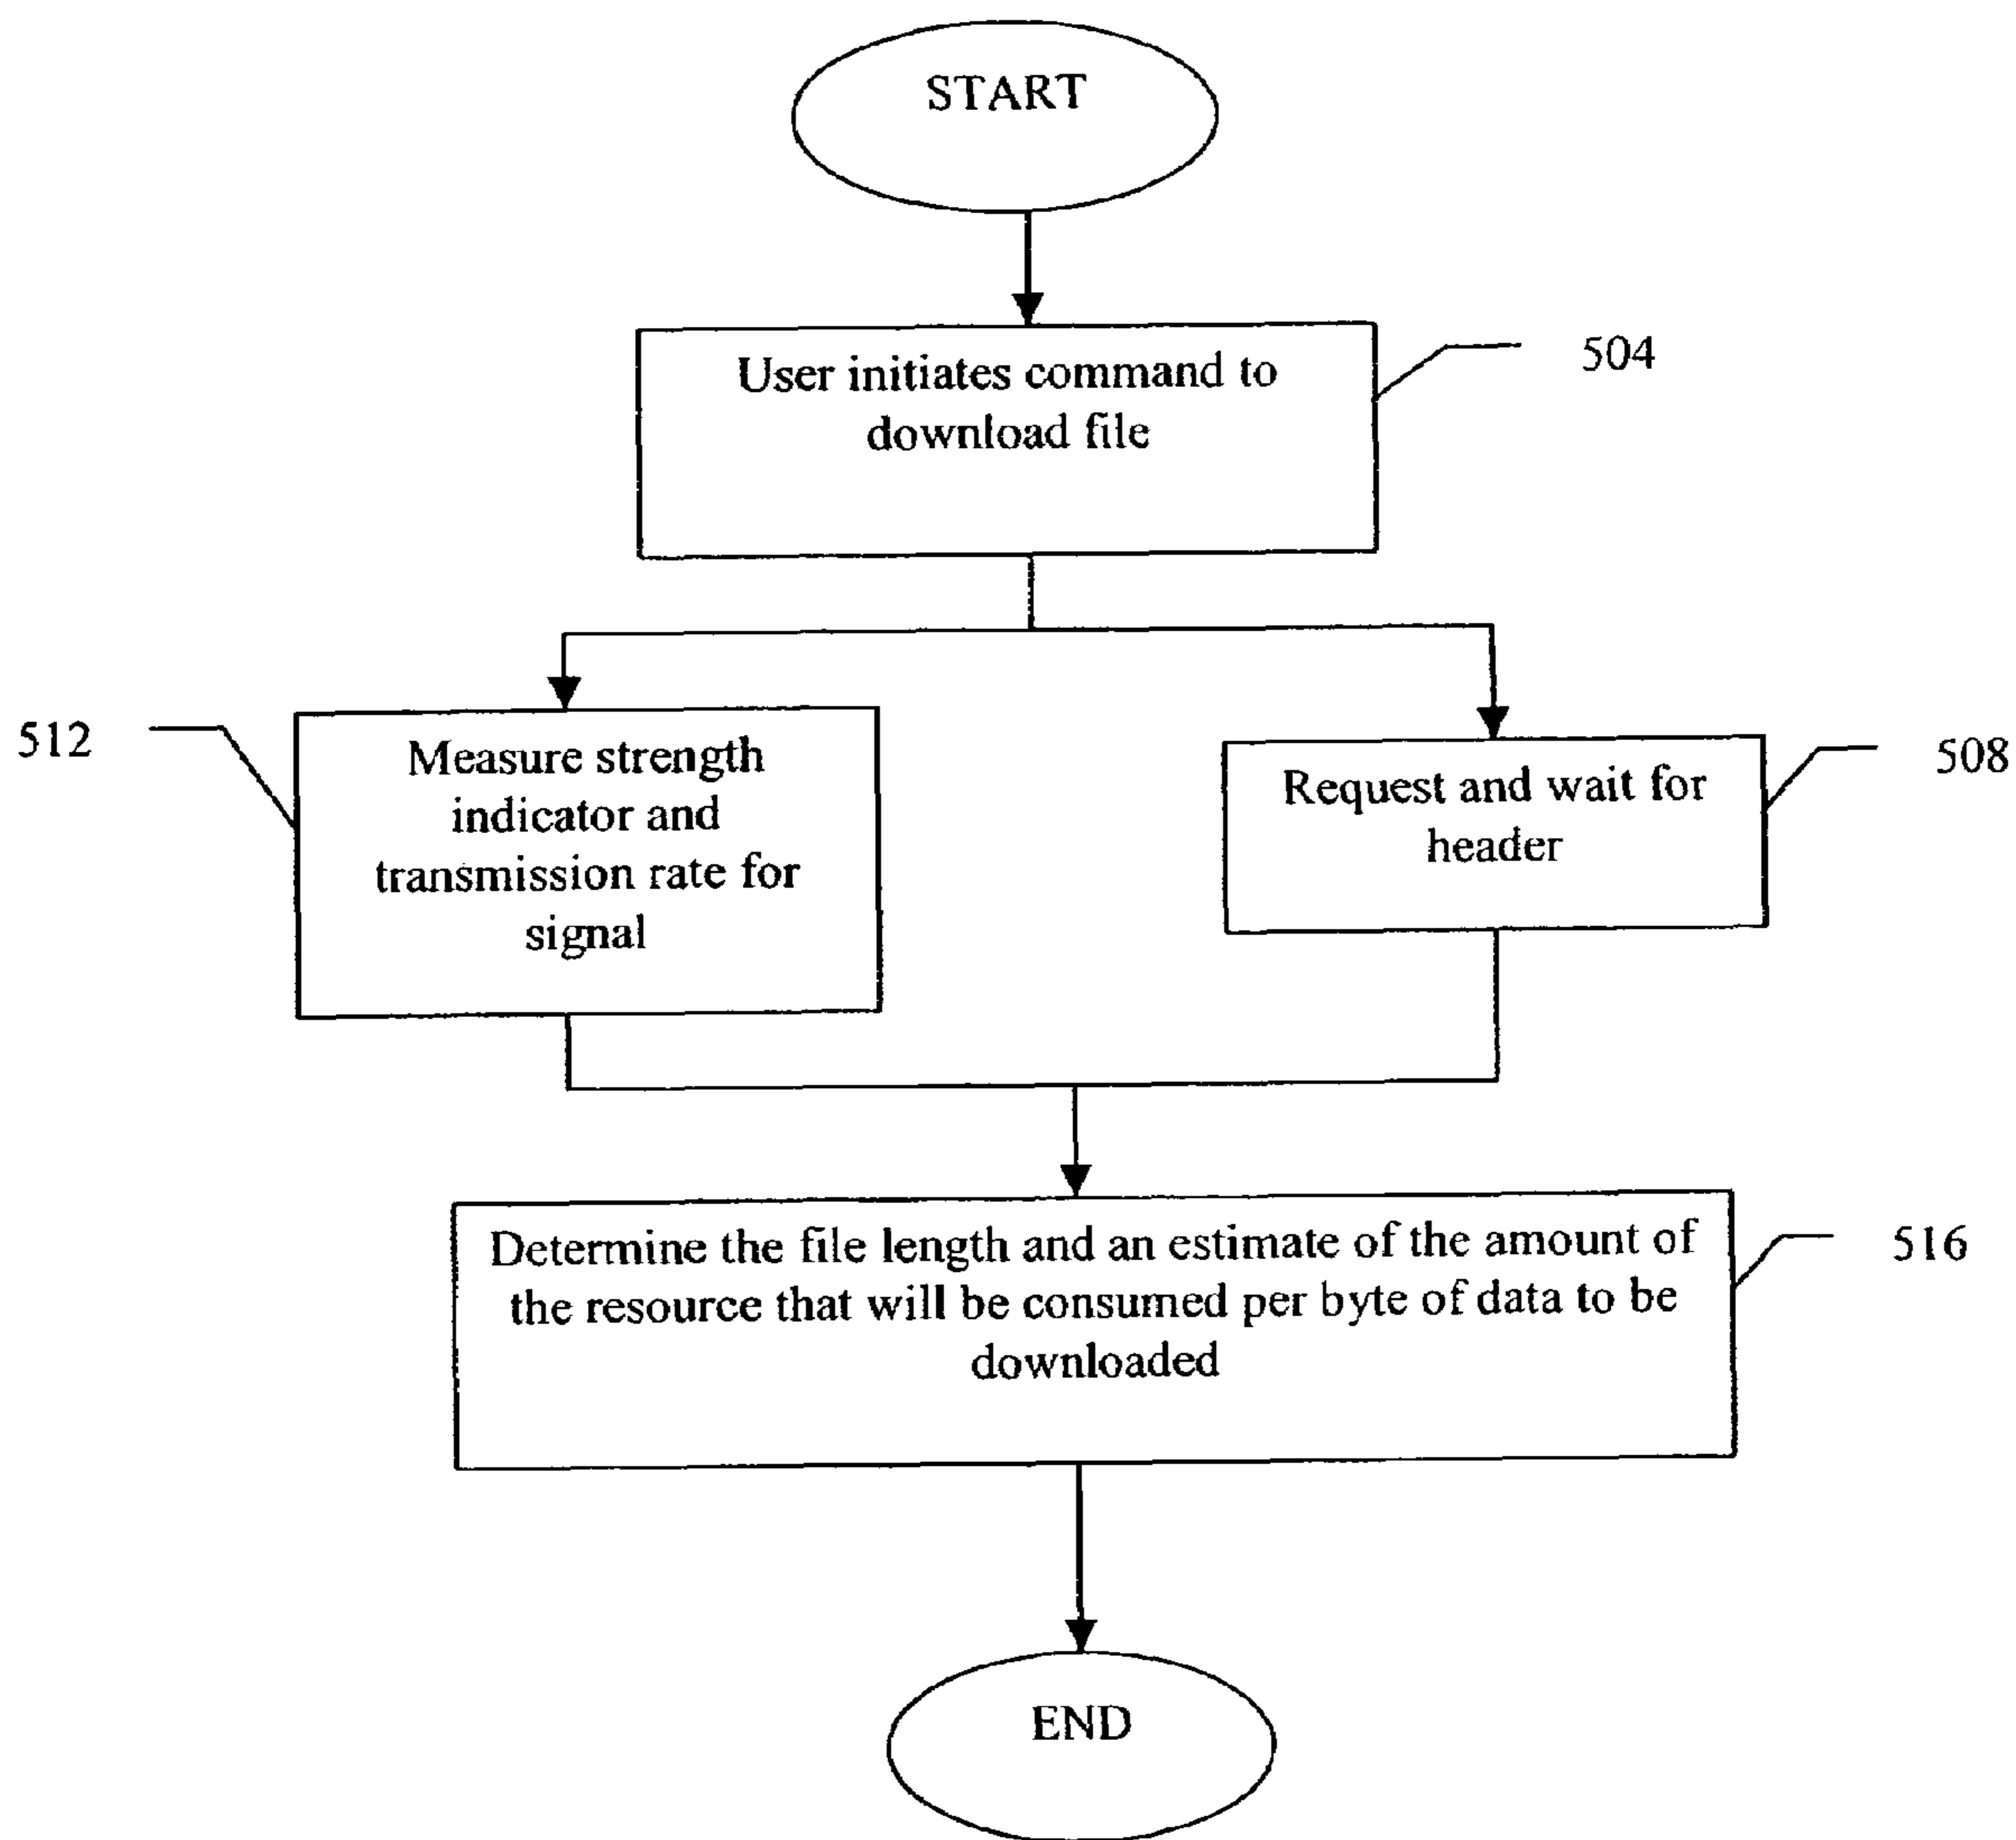 START
User initiates command to
download file
504
512
Measure strength
indicator and
transmission rate for
signal
Request and wait for
header
508
Determine the file length and an estimate of the amount of
the resource that will be consumed per byte of data to be
downloaded
516
END